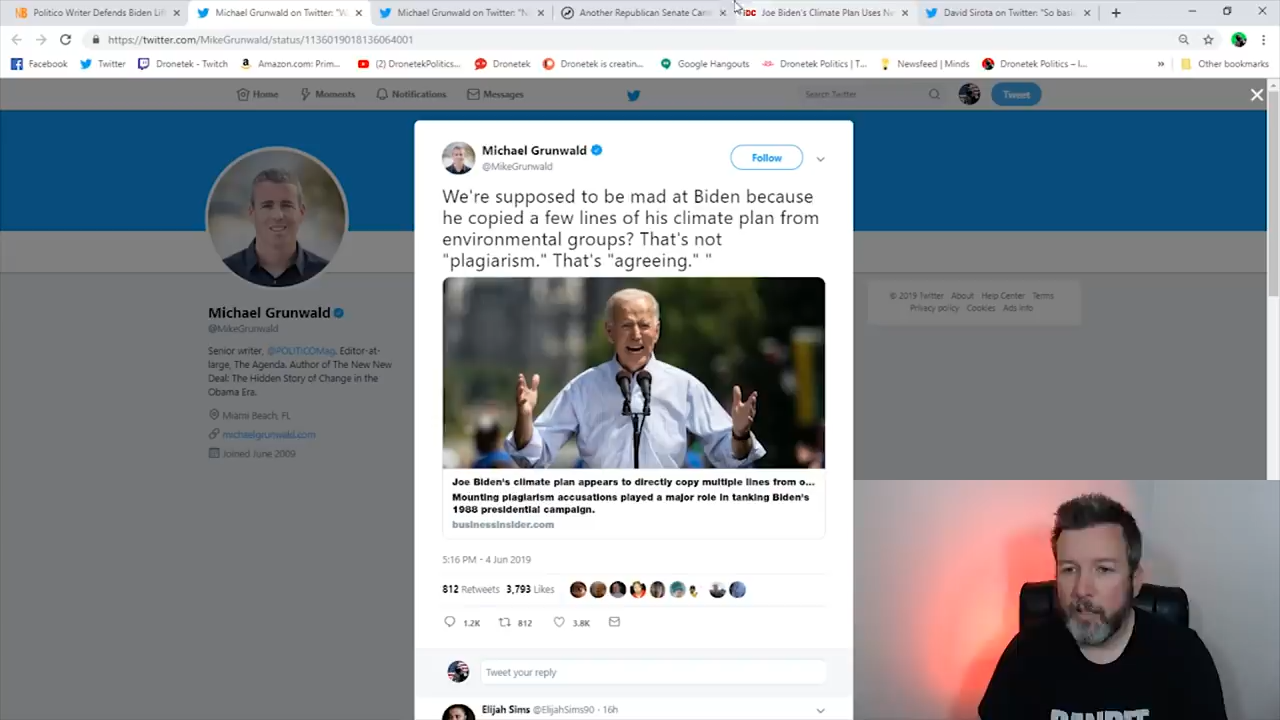 Politico Writer Defends Biden Lif
Michael Grunwald on Twitter: "W
Michael Grunwald on Twitter: "N
Another Republican Senate Can
Joe Biden's Climate Plan Uses Ne
David Sirota on Twitter: "So basi
https://twitter.com/MikeGrunwald/status/1136019018136064001
Facebook
Twitter
Dronetek - Twitch
Amazon.com: Prim...
(2) DronetekPolitics...
Dronetek
Dronetek is creatin...
Google Hangouts
Dronetek Politics | T...
Newsfeed | Minds
Dronetek Politics – I...
»
Other bookmarks
Home
Moments
Notifications
Messages
Search Twitter
Tweet
Michael Grunwald
@MikeGrunwald
Follow
We're supposed to be mad at Biden because
he copied a few lines of his climate plan from
environmental groups? That's not
"plagiarism." That's "agreeing." "
Joe Biden's climate plan appears to directly copy multiple lines from o...
Mounting plagiarism accusations played a major role in tanking Biden's
1988 presidential campaign.
businessinsider.com
5:16 PM - 4 Jun 2019
812 Retweets 3,793 Likes
1.2K 812 3.8K
Tweet your reply
Elijah Sims @ElijahSims90 · 16h
Michael Grunwald
@MikeGrunwald
Senior writer, @POLITICOMag. Editor-at-
large, The Agenda. Author of The New New
Deal: The Hidden Story of Change in the
Obama Era.
Miami Beach, FL
michaelgrunwald.com
Joined June 2009
© 2019 Twitter About Help Center Terms
Privacy policy Cookies Ads info